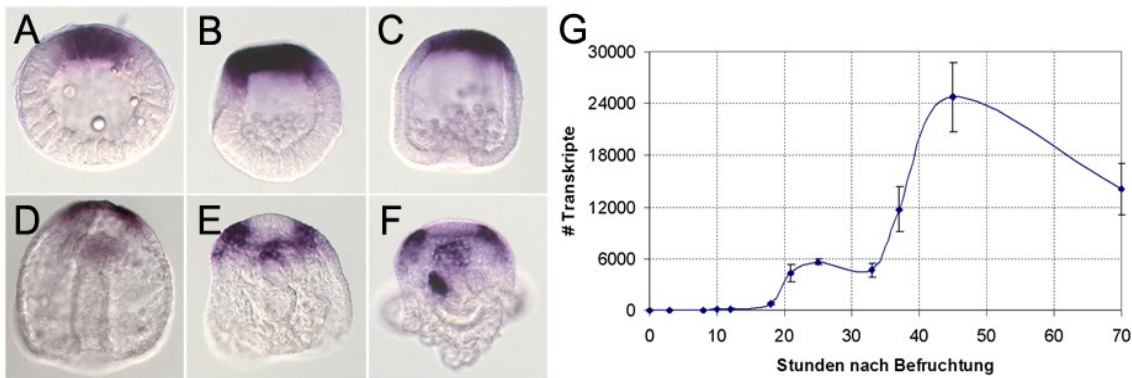 A
B
C
D
E
F
G
30000
24000
18000
12000
6000
0
# Transkripte
0 10 20 30 40 50 60 70
Stunden nach Befruchtung